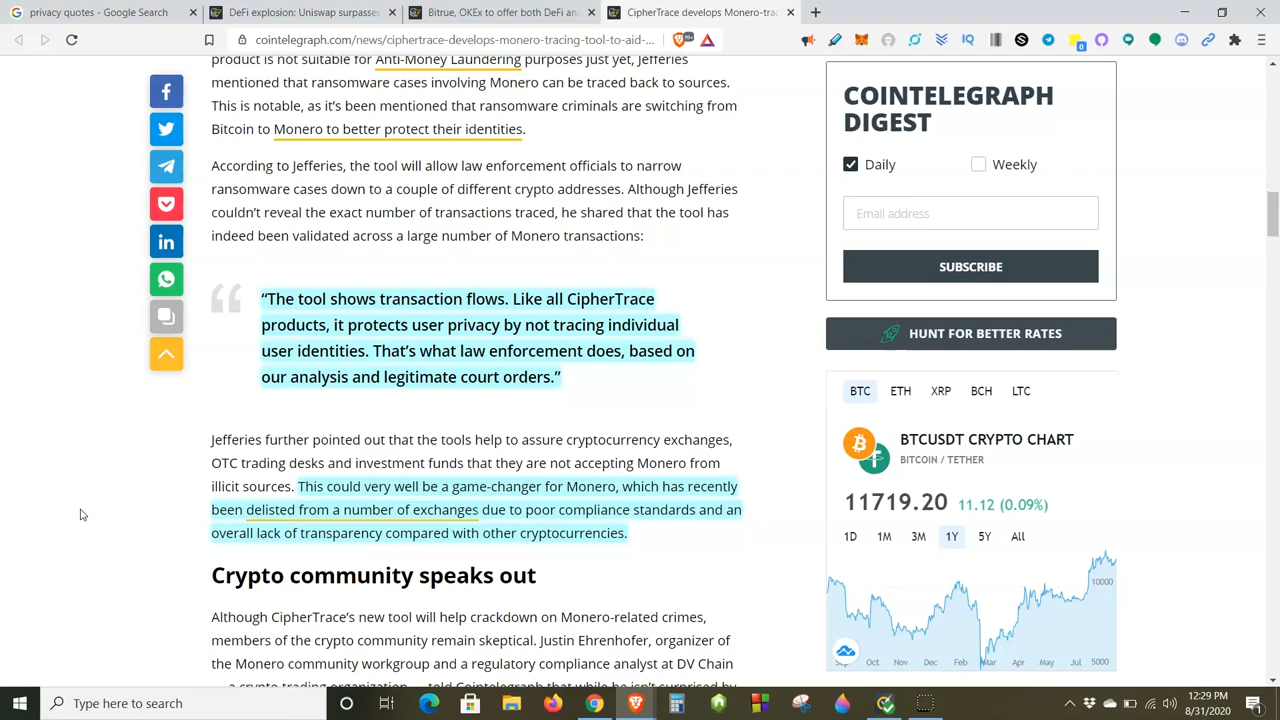 privacy quotes - Google Search
DeFi explosion: Uniswap surpasses
Bitrue, OKEx to offer both DeFi and
CipherTrace develops Monero-trac
cointelegraph.com/news/ciphertrace-develops-monero-tracing-tool-to-aid-...
99+
product is not suitable for Anti-Money Laundering purposes just yet, Jefferies
mentioned that ransomware cases involving Monero can be traced back to sources.
This is notable, as it's been mentioned that ransomware criminals are switching from
Bitcoin to Monero to better protect their identities.
According to Jefferies, the tool will allow law enforcement officials to narrow
ransomware cases down to a couple of different crypto addresses. Although Jefferies
couldn't reveal the exact number of transactions traced, he shared that the tool has
indeed been validated across a large number of Monero transactions:
“The tool shows transaction flows. Like all CipherTrace
products, it protects user privacy by not tracing individual
user identities. That's what law enforcement does, based on
our analysis and legitimate court orders.”
Jefferies further pointed out that the tools help to assure cryptocurrency exchanges,
OTC trading desks and investment funds that they are not accepting Monero from
illicit sources. This could very well be a game-changer for Monero, which has recently
been delisted from a number of exchanges due to poor compliance standards and an
overall lack of transparency compared with other cryptocurrencies.
Crypto community speaks out
Although CipherTrace's new tool will help crackdown on Monero-related crimes,
members of the crypto community remain skeptical. Justin Ehrenhofer, organizer of
the Monero community workgroup and a regulatory compliance analyst at DV Chain
— a crypto trading organization — told Cointelegraph that while he isn't surprised by
COINTELEGRAPH
DIGEST
Daily
Weekly
Email address
SUBSCRIBE
HUNT FOR BETTER RATES
BTC ETH XRP BCH LTC
BTCUSDT CRYPTO CHART
BITCOIN / TETHER
11719.20 11.12 (0.09%)
1D 1M 3M 1Y 5Y All
10000
5000
Oct Nov Dec Feb Mar Apr May Jul
Type here to search
12:29 PM
8/31/2020